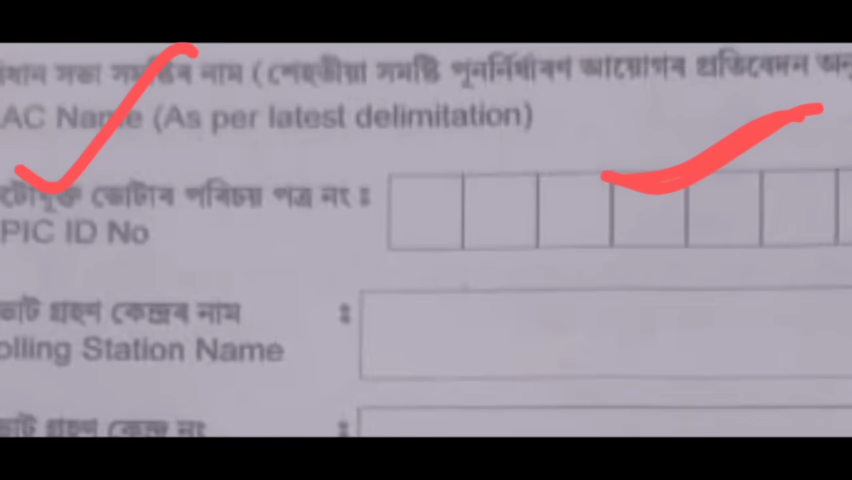 সভা সমষ্টিৰ নাম (শেহতীয়া সমষ্টি পূনৰ্নিৰ্ধাৰণ আয়োগৰ প্ৰতিবেদন
AC Name (As per latest delimitation)
ভোটাৰ পৰিচয় পত্ৰ নং :
PIC ID No
গ্ৰহণ কেন্দ্ৰৰ নাম :
olling Station Name
গ্ৰহণ কেন্দ্ৰ নং :